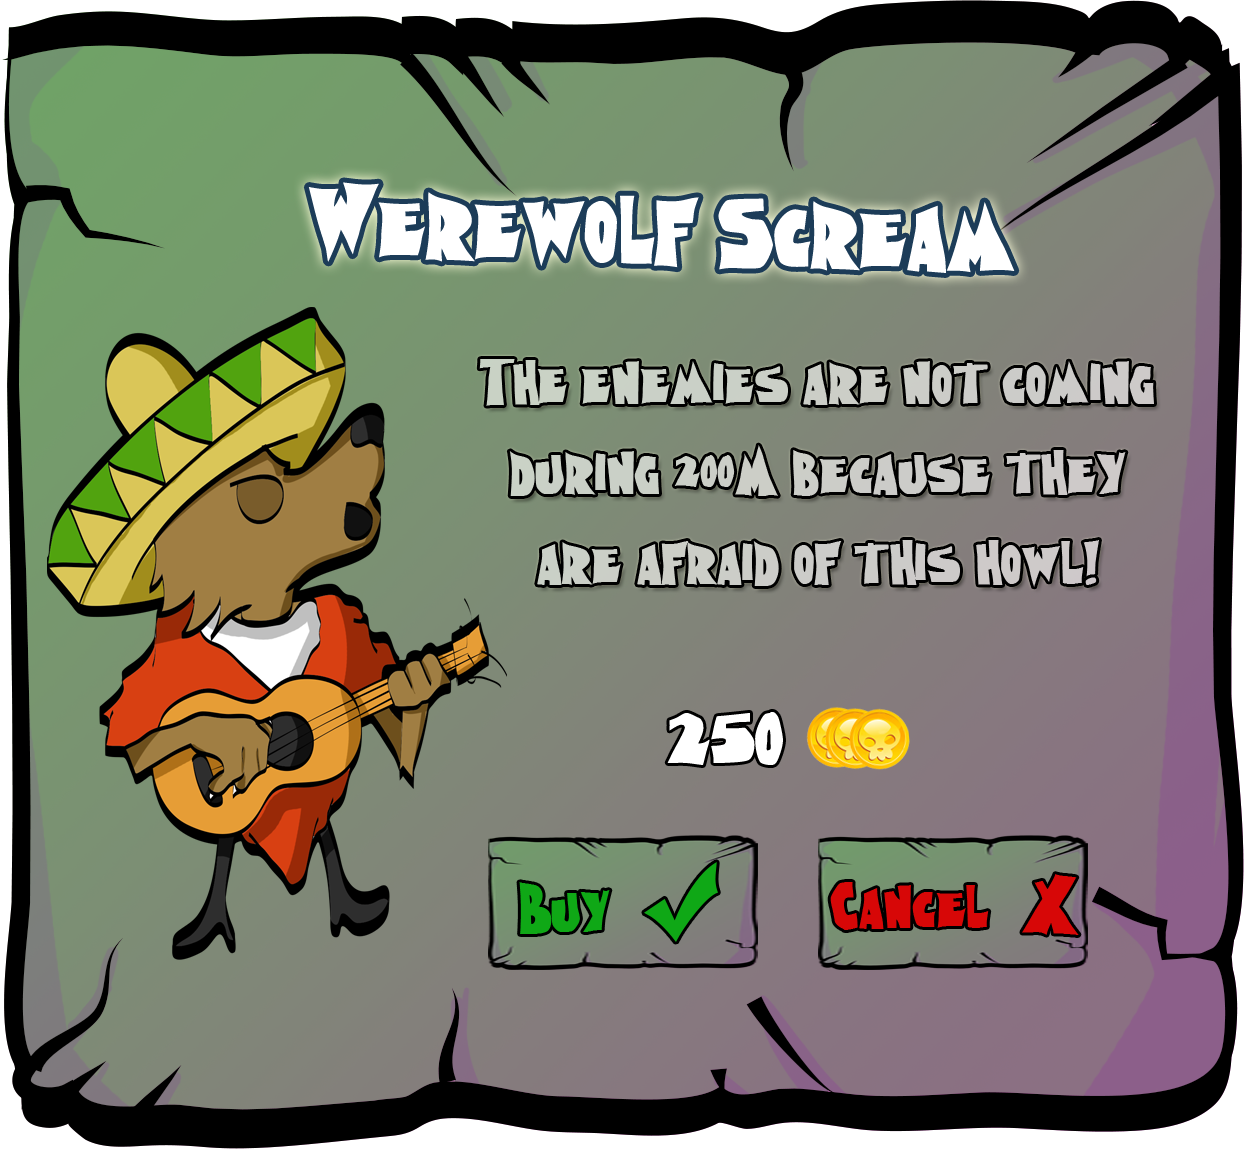 Werewolf Scream
The enemies are not coming
during 200m because they
are afraid of this howl!
250
Buy
Cancel X